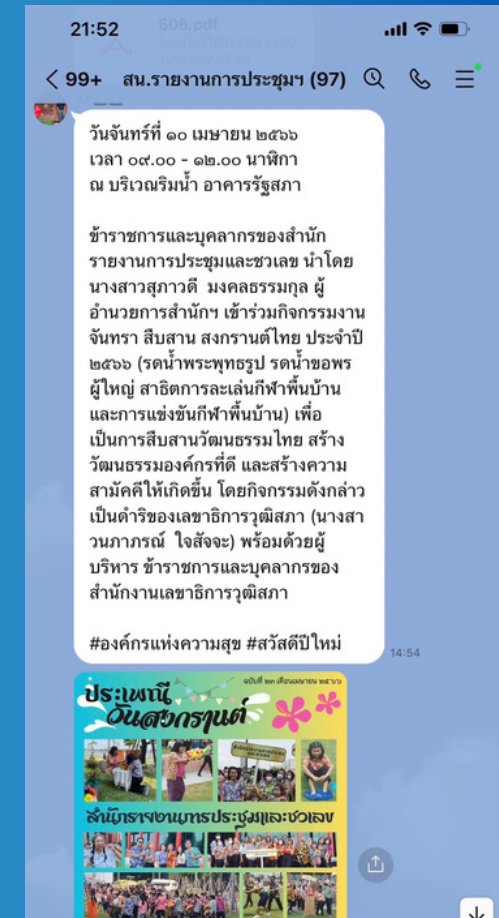 21:52
606.pdf
99+ สน.รายงานการประชุมฯ (97)
วันจันทร์ที่ ๑๐ เมษายน ๒๕๖๖
เวลา ๐๙.๐๐ - ๑๒.๐๐ นาฬิกา
ณ บริเวณริมน้ำ อาคารรัฐสภา
ข้าราชการและบุคลากรของสำนัก
รายงานการประชุมและชวเลข นำโดย
นางสาวสุภาวดี มงคลธรรมกุล ผู้
อำนวยการสำนักฯ เข้าร่วมกิจกรรมงาน
จันทรา สืบสาน สงกรานต์ไทย ประจำปี
๒๕๖๖ (รดน้ำพระพุทธรูป รดน้ำขอพร
ผู้ใหญ่ สาธิตการละเล่นกีฬาพื้นบ้าน
และการแข่งขันกีฬาพื้นบ้าน) เพื่อ
เป็นการสืบสานวัฒนธรรมไทย สร้าง
วัฒนธรรมองค์กรที่ดี และสร้างความ
สามัคคีให้เกิดขึ้น โดยกิจกรรมดังกล่าว
เป็นดำริของเลขาธิการวุฒิสภา (นางสา
วนภาภรณ์ ใจสัจจะ) พร้อมด้วยผู้
บริหาร ข้าราชการและบุคลากรของ
สำนักงานเลขาธิการวุฒิสภา
#องค์กรแห่งความสุข #สวัสดีปีใหม่
14:54
ฉบับที่ ๒๓ เดือนเมษายน ๒๕๖๖
ประเพณี
วันสงกรานต์
สำนักรายงานการประชุมและชวเลข